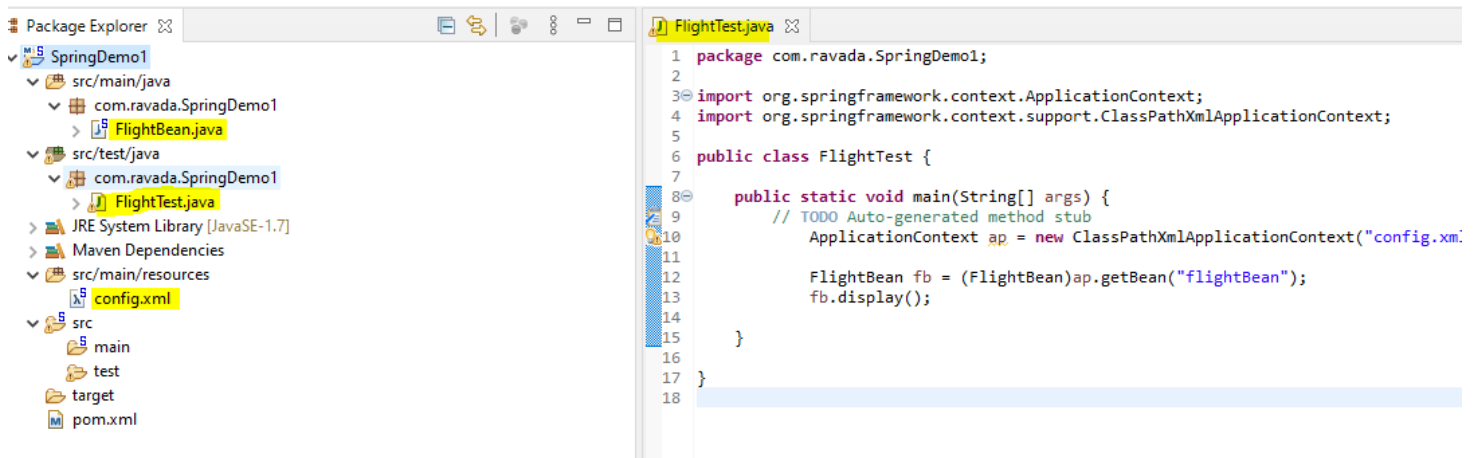 Package Explorer
SpringDemo1
src/main/java
com.ravada.SpringDemo1
FlightBean.java
src/test/java
com.ravada.SpringDemo1
FlightTest.java
JRE System Library [JavaSE-1.7]
Maven Dependencies
src/main/resources
config.xml
src
main
test
target
pom.xml
FlightTest.java
1 package com.ravada.SpringDemo1;
2
3 import org.springframework.context.ApplicationContext;
4 import org.springframework.context.support.ClassPathXmlApplicationContext;
5
6 public class FlightTest {
7
8 public static void main(String[] args) {
9 // TODO Auto-generated method stub
10 ApplicationContext ap = new ClassPathXmlApplicationContext("config.xml
11
12 FlightBean fb = (FlightBean)ap.getBean("flightBean");
13 fb.display();
14
15 }
16
17 }
18